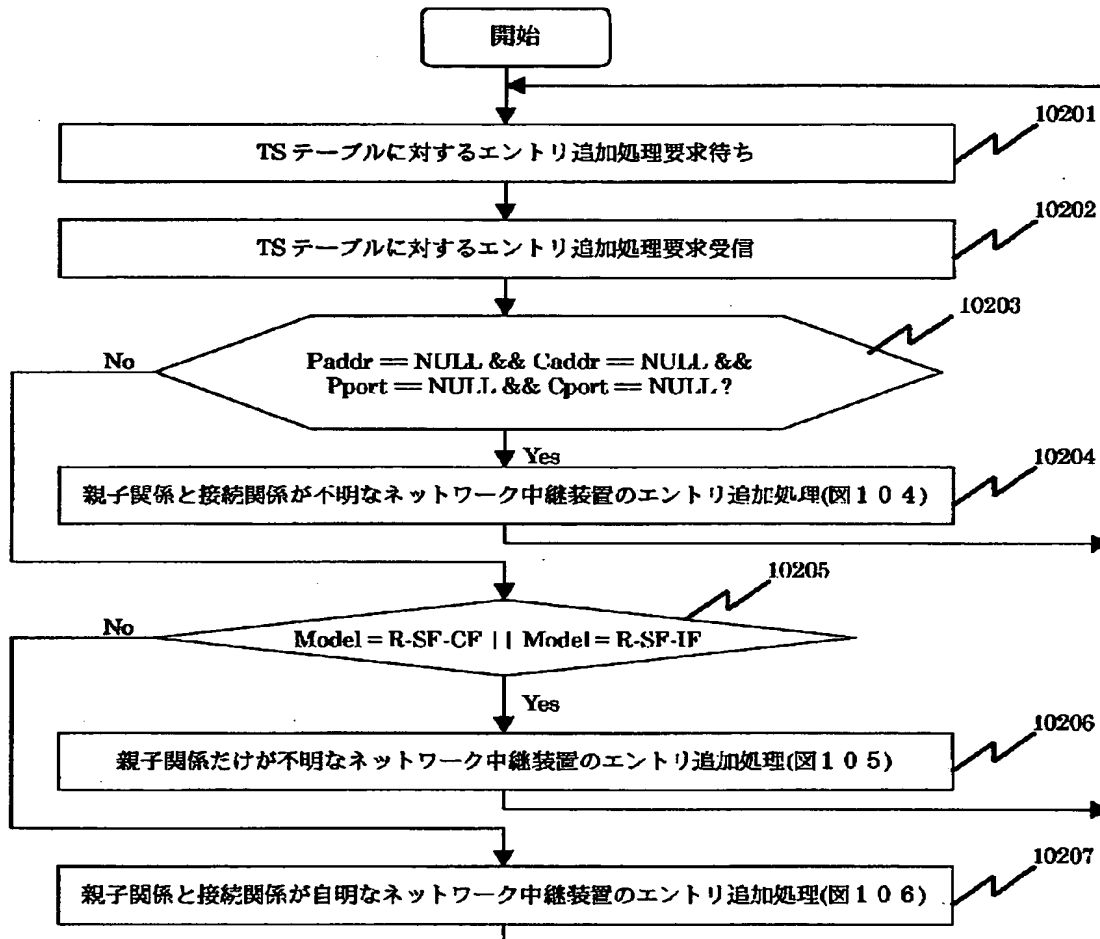 開始
10201
TSテーブルに対するエントリ追加処理要求待ち
10202
TSテーブルに対するエントリ追加処理要求受信
10203
No
Paddr == NULL && Caddr == NULL &&
Pport == NULL && Cport == NULL?
Yes
10204
親子関係と接続関係が不明なネットワーク中継装置のエントリ追加処理(図104)
10205
No
Model = R-SF-CF || Model = R-SF-IF
Yes
10206
親子関係だけが不明なネットワーク中継装置のエントリ追加処理(図105)
10207
親子関係と接続関係が自明なネットワーク中継装置のエントリ追加処理(図106)